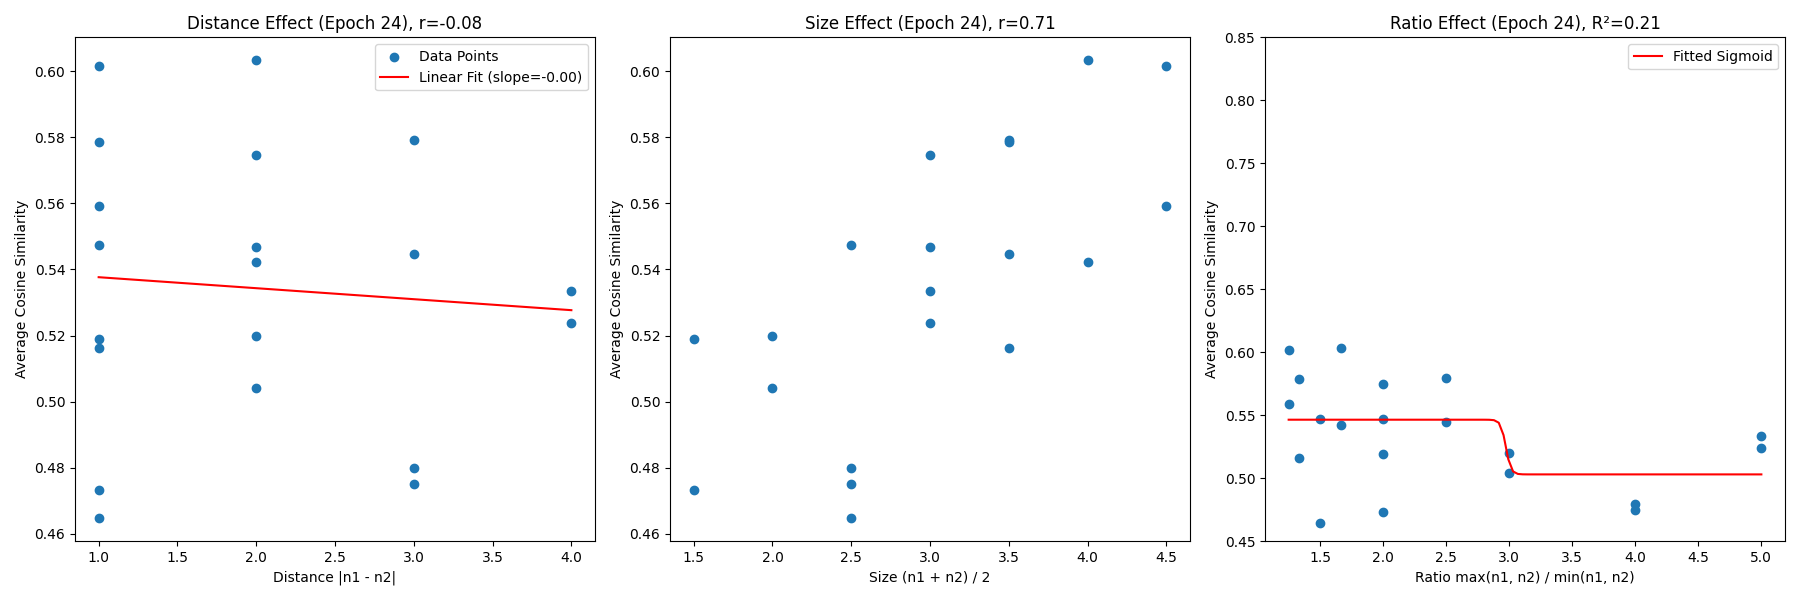 Distance Effect (Epoch 24), r=-0.08
Average Cosine Similarity
0.60
0.58
0.56
0.54
0.52
0.50
0.48
0.46
Data Points
Linear Fit (slope=-0.00)
1.0 1.5 2.0 2.5 3.0 3.5 4.0
Distance |n1 - n2|
Size Effect (Epoch 24), r=0.71
Average Cosine Similarity
0.60
0.58
0.56
0.54
0.52
0.50
0.48
0.46
1.5 2.0 2.5 3.0 3.5 4.0 4.5
Size (n1 + n2) / 2
Ratio Effect (Epoch 24), R²=0.21
Average Cosine Similarity
0.85
0.80
0.75
0.70
0.65
0.60
0.55
0.50
0.45
Fitted Sigmoid
1.5 2.0 2.5 3.0 3.5 4.0 4.5 5.0
Ratio max(n1, n2) / min(n1, n2)